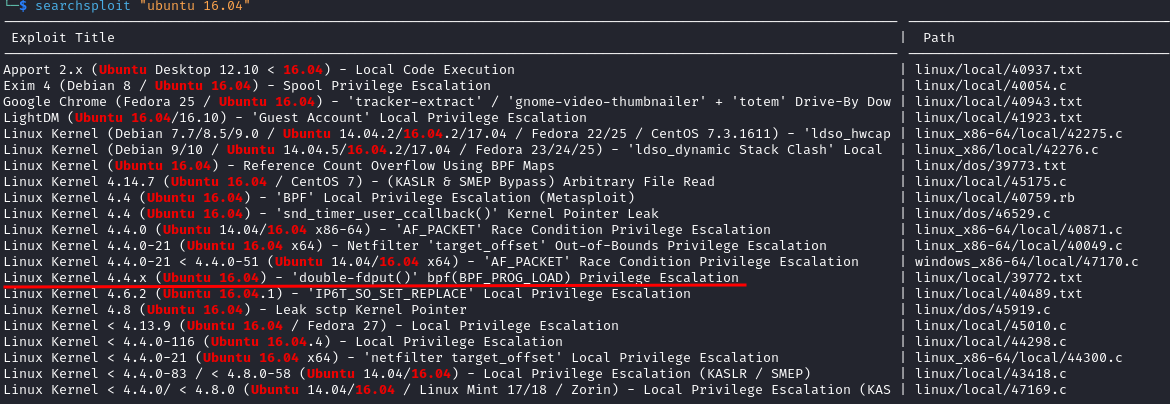 └─$ searchsploit "ubuntu 16.04"
Exploit Title | Path
Apport 2.x (Ubuntu Desktop 12.10 < 16.04) - Local Code Execution | linux/local/40937.txt
Exim 4 (Debian 8 / Ubuntu 16.04) - Spool Privilege Escalation | linux/local/40054.c
Google Chrome (Fedora 25 / Ubuntu 16.04) - 'tracker-extract' / 'gnome-video-thumbnailer' + 'totem' Drive-By Dow | linux/local/40943.txt
LightDM (Ubuntu 16.04/16.10) - 'Guest Account' Local Privilege Escalation | linux/local/41923.txt
Linux Kernel (Debian 7.7/8.5/9.0 / Ubuntu 14.04.2/16.04.2/17.04 / Fedora 22/25 / CentOS 7.3.1611) - 'ldso_hwcap | linux_x86-64/local/42275.c
Linux Kernel (Debian 9/10 / Ubuntu 14.04.5/16.04.2/17.04 / Fedora 23/24/25) - 'ldso_dynamic Stack Clash' Local | linux_x86/local/42276.c
Linux Kernel (Ubuntu 16.04) - Reference Count Overflow Using BPF Maps | linux/dos/39773.txt
Linux Kernel 4.14.7 (Ubuntu 16.04 / CentOS 7) - (KASLR & SMEP Bypass) Arbitrary File Read | linux/local/45175.c
Linux Kernel 4.4 (Ubuntu 16.04) - 'BPF' Local Privilege Escalation (Metasploit) | linux/local/40759.rb
Linux Kernel 4.4 (Ubuntu 16.04) - 'snd_timer_user_ccallback()' Kernel Pointer Leak | linux/dos/46529.c
Linux Kernel 4.4.0 (Ubuntu 14.04/16.04 x86-64) - 'AF_PACKET' Race Condition Privilege Escalation | linux_x86-64/local/40871.c
Linux Kernel 4.4.0-21 (Ubuntu 16.04 x64) - Netfilter 'target_offset' Out-of-Bounds Privilege Escalation | linux_x86-64/local/40049.c
Linux Kernel 4.4.0-21 < 4.4.0-51 (Ubuntu 14.04/16.04 x64) - 'AF_PACKET' Race Condition Privilege Escalation | windows_x86-64/local/47170.c
Linux Kernel 4.4.x (Ubuntu 16.04) - 'double-fdput()' bpf(BPF_PROG_LOAD) Privilege Escalation | linux/local/39772.txt
Linux Kernel 4.6.2 (Ubuntu 16.04.1) - 'IP6T_SO_SET_REPLACE' Local Privilege Escalation | linux/local/40489.txt
Linux Kernel 4.8 (Ubuntu 16.04) - Leak sctp Kernel Pointer | linux/dos/45919.c
Linux Kernel < 4.13.9 (Ubuntu 16.04 / Fedora 27) - Local Privilege Escalation | linux/local/45010.c
Linux Kernel < 4.4.0-116 (Ubuntu 16.04.4) - Local Privilege Escalation | linux/local/44298.c
Linux Kernel < 4.4.0-21 (Ubuntu 16.04 x64) - 'netfilter target_offset' Local Privilege Escalation | linux_x86-64/local/44300.c
Linux Kernel < 4.4.0-83 / < 4.8.0-58 (Ubuntu 14.04/16.04) - Local Privilege Escalation (KASLR / SMEP) | linux/local/43418.c
Linux Kernel < 4.4.0/ < 4.8.0 (Ubuntu 14.04/16.04 / Linux Mint 17/18 / Zorin) - Local Privilege Escalation (KAS | linux/local/47169.c